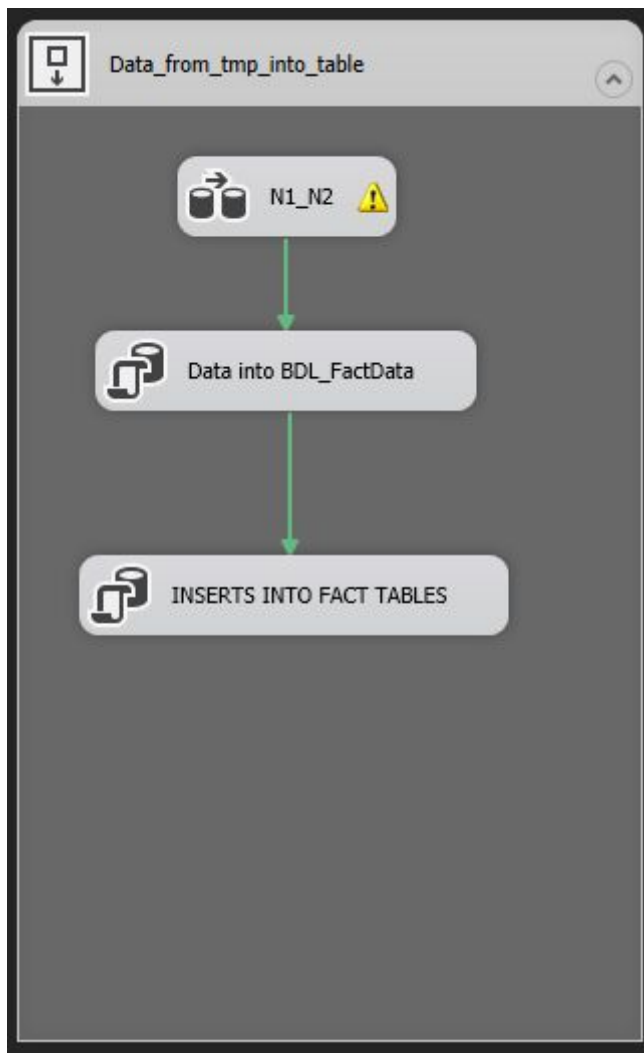 Data_from_tmp_into_table
N1_N2
Data into BDL_FactData
INSERTS INTO FACT TABLES